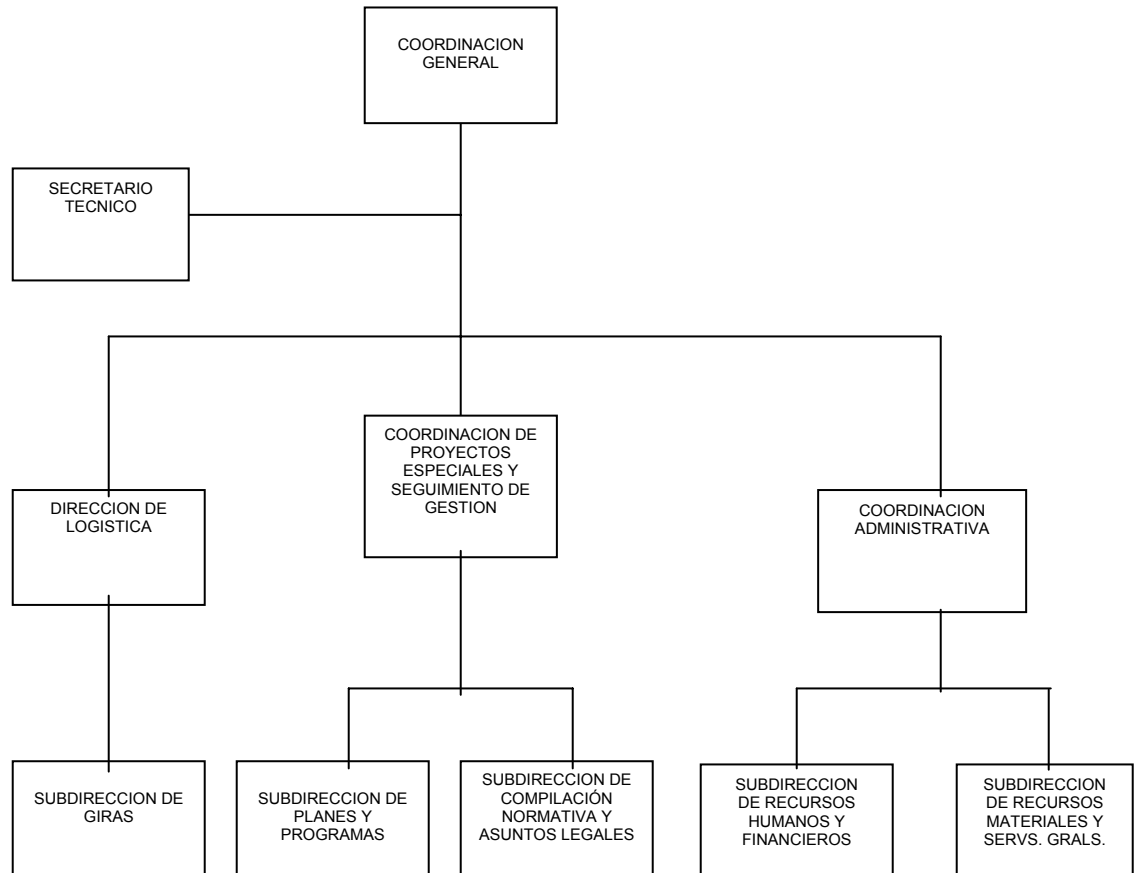 COORDINACION
GENERAL
SECRETARIO
TECNICO
COORDINACION DE
PROYECTOS
ESPECIALES Y
SEGUIMIENTO DE
GESTION
DIRECCION DE
LOGISTICA
COORDINACION
ADMINISTRATIVA
SUBDIRECCION DE
GIRAS
SUBDIRECCION DE
PLANES Y
PROGRAMAS
SUBDIRECCION DE
COMPILACIÓN
NORMATIVA Y
ASUNTOS LEGALES
SUBDIRECCION
DE RECURSOS
HUMANOS Y
FINANCIEROS
SUBDIRECCION
DE RECURSOS
MATERIALES Y
SERVS. GRALS.